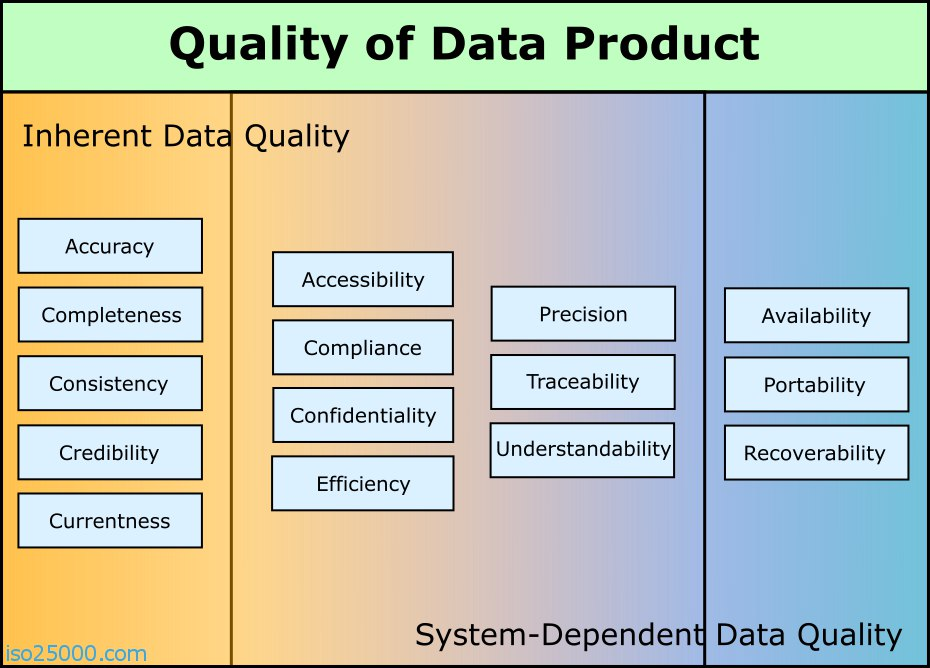 Quality of Data Product
Inherent Data Quality
Accuracy
Completeness
Consistency
Credibility
Currentness
Accessibility
Compliance
Confidentiality
Efficiency
Precision
Traceability
Understandability
Availability
Portability
Recoverability
System-Dependent Data Quality
iso25000.com